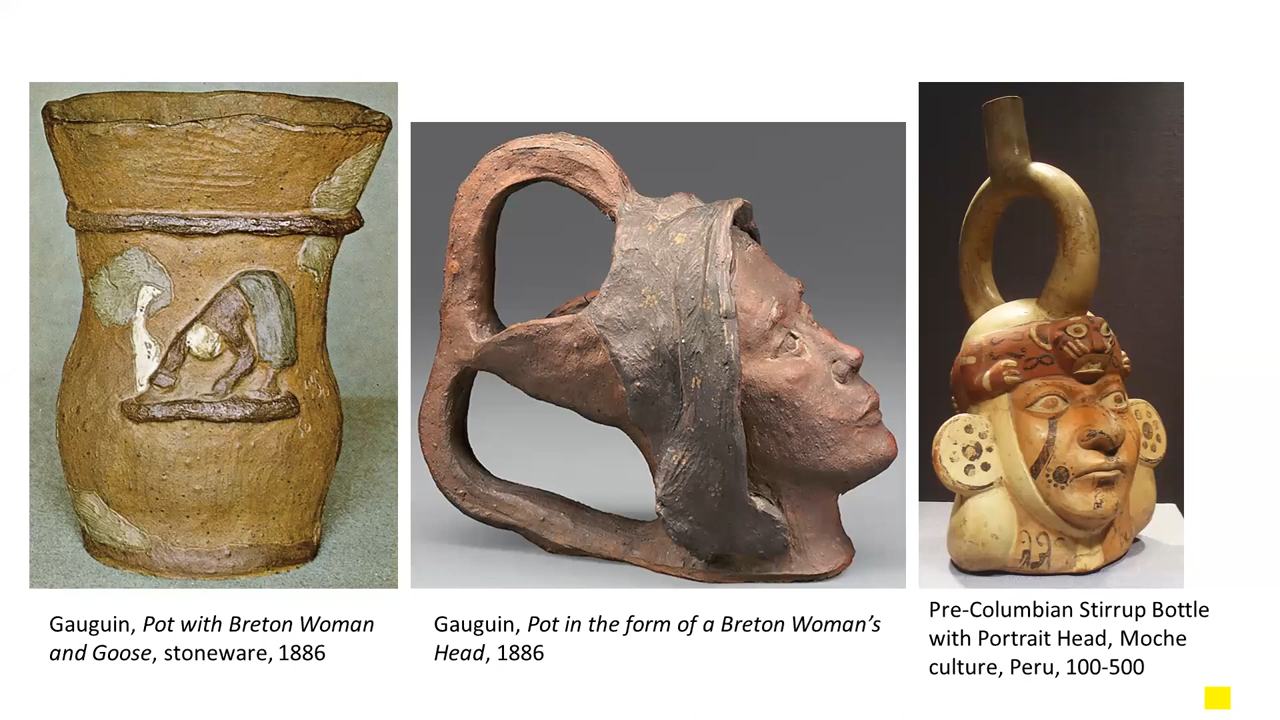 Gauguin, Pot with Breton Woman
and Goose, stoneware, 1886
Gauguin, Pot in the form of a Breton Woman’s
Head, 1886
Pre-Columbian Stirrup Bottle
with Portrait Head, Moche
culture, Peru, 100-500